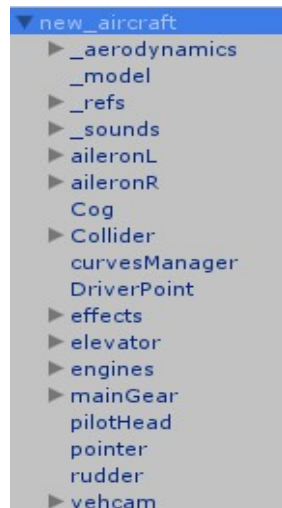 new_aircraft
_aerodynamics
_model
_refs
_sounds
aileronL
aileronR
Cog
Collider
curvesManager
DriverPoint
effects
elevator
engines
mainGear
pilotHead
pointer
rudder
vehcam